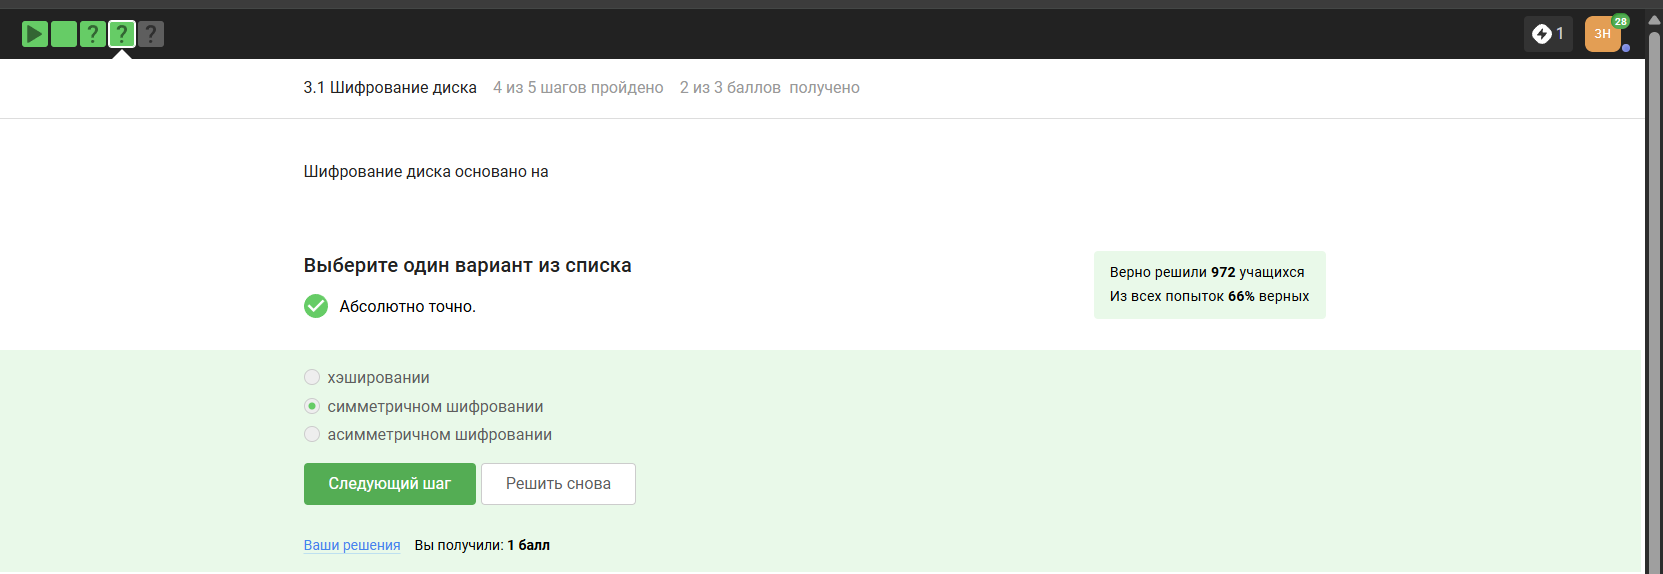 ? ? ?
1
ЗН
28
3.1 Шифрование диска 4 из 5 шагов пройдено 2 из 3 баллов получено
Шифрование диска основано на
Выберите один вариант из списка
Абсолютно точно.
Верно решили 972 учащихся
Из всех попыток 66% верных
хэшировании
симметричном шифровании
асимметричном шифровании
Следующий шаг
Решить снова
Ваши решения Вы получили: 1 балл